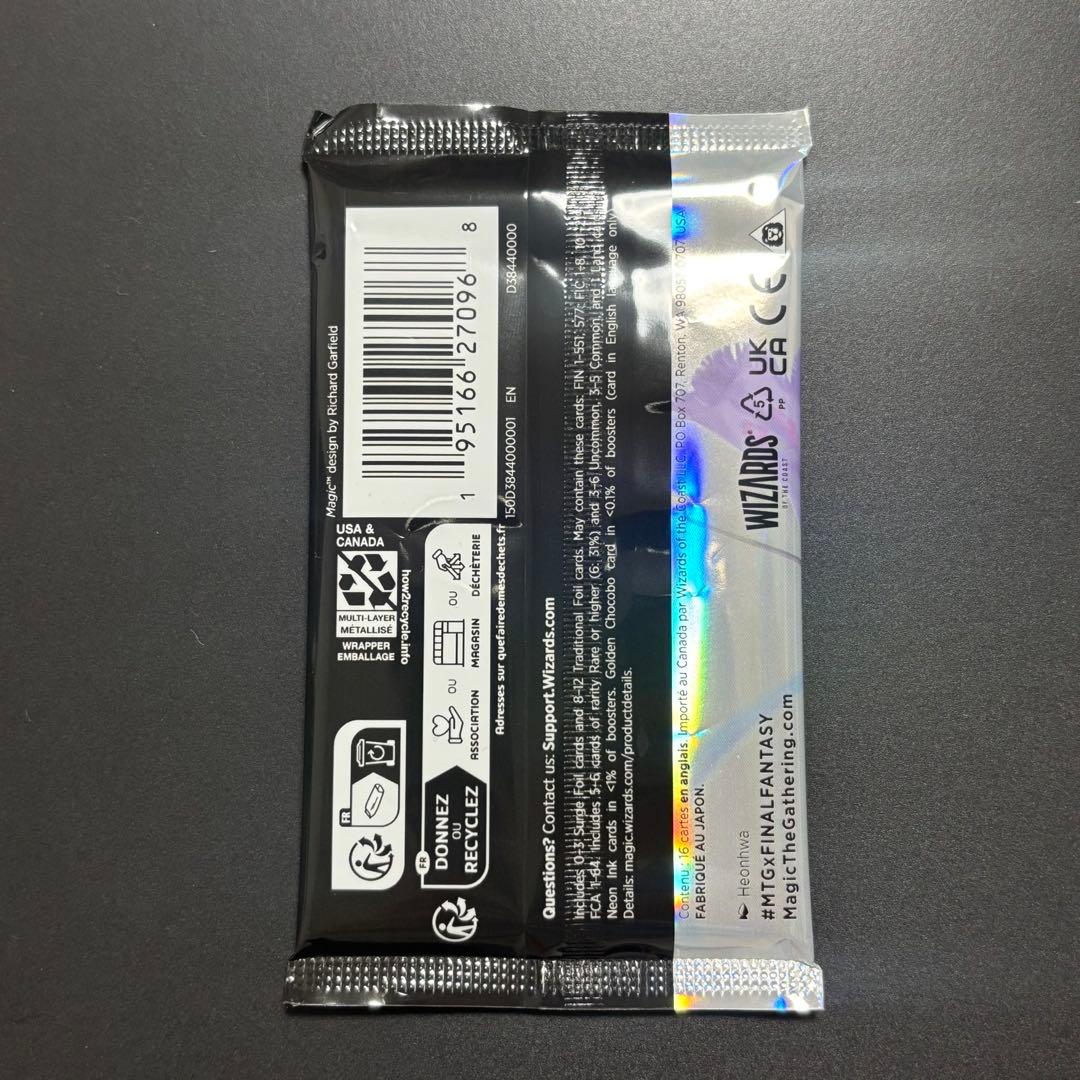 Magic™ design by Richard Garfield
1 95166 27096 8
150D384400001 EN D38440000
USA &
CANADA
MULTI-LAYER
MÉTALLISÉ
WRAPPER
EMBALLAGE
how2recycle.info
FR
FR
DONNEZ
OU
RECYCLEZ
ASSOCIATION OU MAGASIN OU DÉCHÈTERIE
Adresses sur quefairedemesdechets.fr
Questions? Contact us: Support.Wizards.com
Includes 0-3 Surge Foil cards and 8-12 Traditional Foil cards. May contain these cards: FIN 1-551, 577; FIC 1-8,
FCA 1-64. Includes 5-6 cards of rarity Rare or higher (6: 31%) and 3-6 Uncommon, 3-5 Common, and 1 Land
Neon Ink cards in <1% of boosters. Golden Chocobo card in <0.1% of boosters (card in English language only
Details: magic.wizards.com/productdetails.
Contenu : 16 cartes en anglais. Importé au Canada par Wizards of the Coast LLC, PO Box 707, Renton, WA 98057-0707 USA
FABRIQUÉ AU JAPON.
Heonhwa
#MTGxFINALFANTASY
MagicTheGathering.com
WIZARDS
OF THE COAST
5
PP
UK
CA
CE